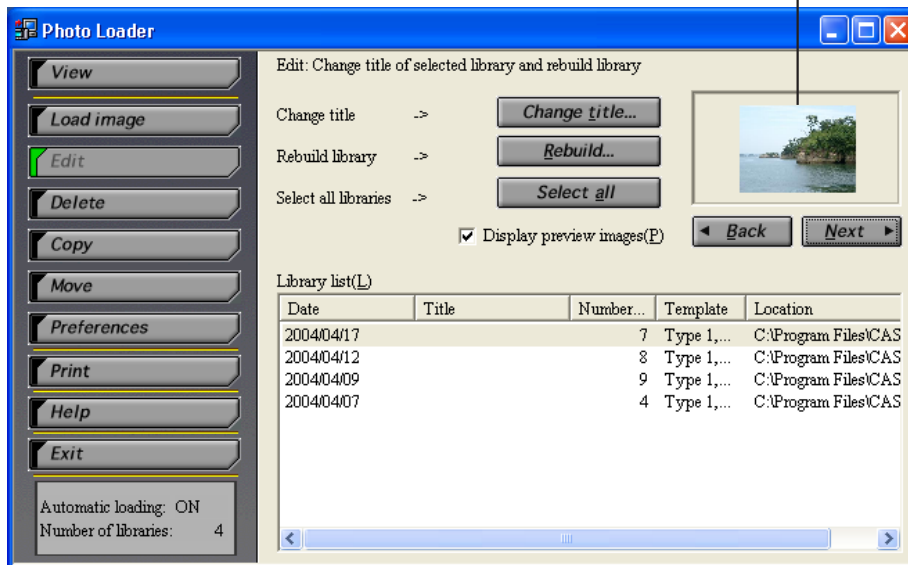 Photo Loader
View
Load image
Edit
Delete
Copy
Move
Preferences
Print
Help
Exit
Automatic loading: ON
Number of libraries: 4
Edit: Change title of selected library and rebuild library
Change title -> Change title...
Rebuild library -> Rebuild...
Select all libraries -> Select all
Display preview images(P)
Back Next
Library list(L)
Date Title Number... Template Location
2004/04/17 7 Type 1,... C:\Program Files\CAS
2004/04/12 8 Type 1,... C:\Program Files\CAS
2004/04/09 9 Type 1,... C:\Program Files\CAS
2004/04/07 4 Type 1,... C:\Program Files\CAS